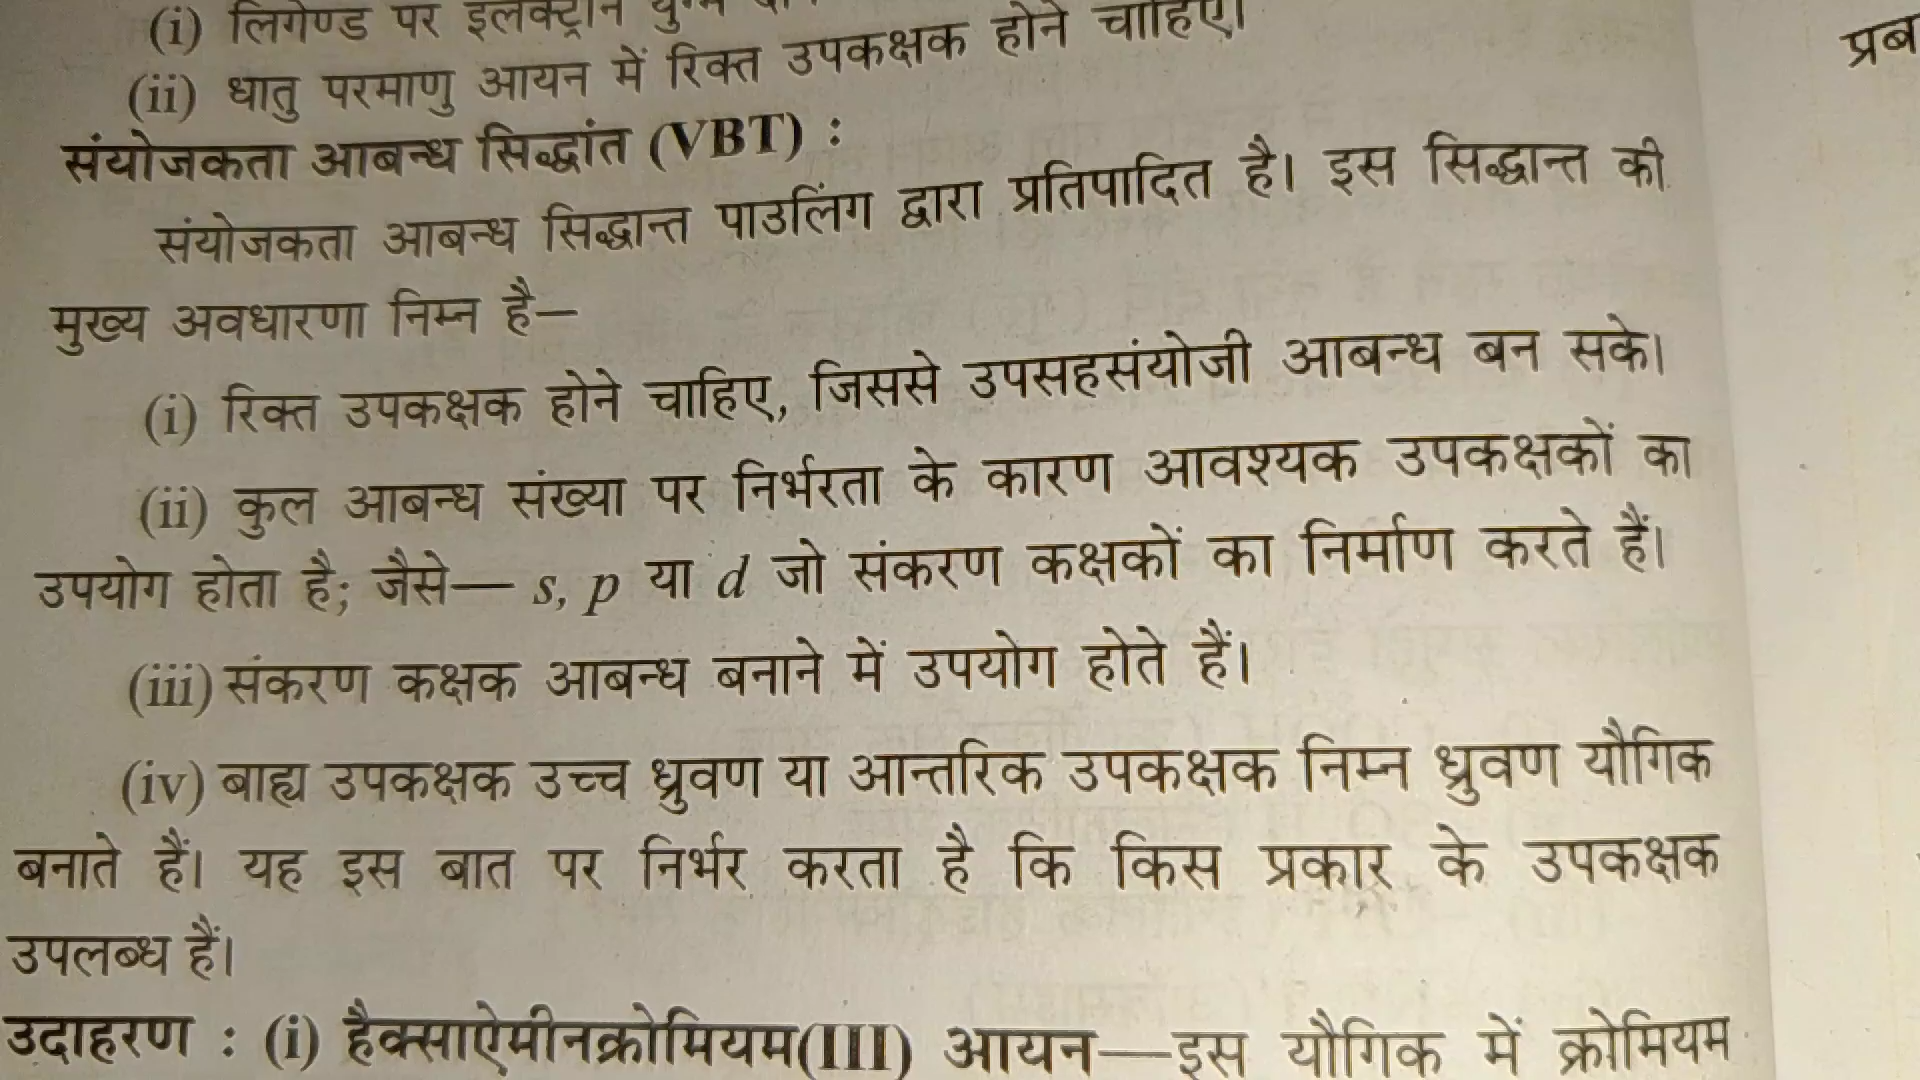 (i) लिगेण्ड पर इलेक्ट्रॉन युग्म
(ii) धातु परमाणु आयन में रिक्त उपकक्षक होने चाहिए।
संयोजकता आबन्ध सिद्धांत (VBT) :
संयोजकता आबन्ध सिद्धान्त पाउलिंग द्वारा प्रतिपादित है। इस सिद्धान्त की
मुख्य अवधारणा निम्न है—
(i) रिक्त उपकक्षक होने चाहिए, जिससे उपसहसंयोजी आबन्ध बन सके।
(ii) कुल आबन्ध संख्या पर निर्भरता के कारण आवश्यक उपकक्षकों का
उपयोग होता है; जैसे— s, p या d जो संकरण कक्षकों का निर्माण करते हैं।
(iii) संकरण कक्षक आबन्ध बनाने में उपयोग होते हैं।
(iv) बाह्य उपकक्षक उच्च ध्रुवण या आन्तरिक उपकक्षक निम्न ध्रुवण यौगिक
बनाते हैं। यह इस बात पर निर्भर करता है कि किस प्रकार के उपकक्षक
उपलब्ध हैं।
उदाहरण : (i) हैक्साऐमीनक्रोमियम(III) आयन—इस यौगिक में क्रोमियम